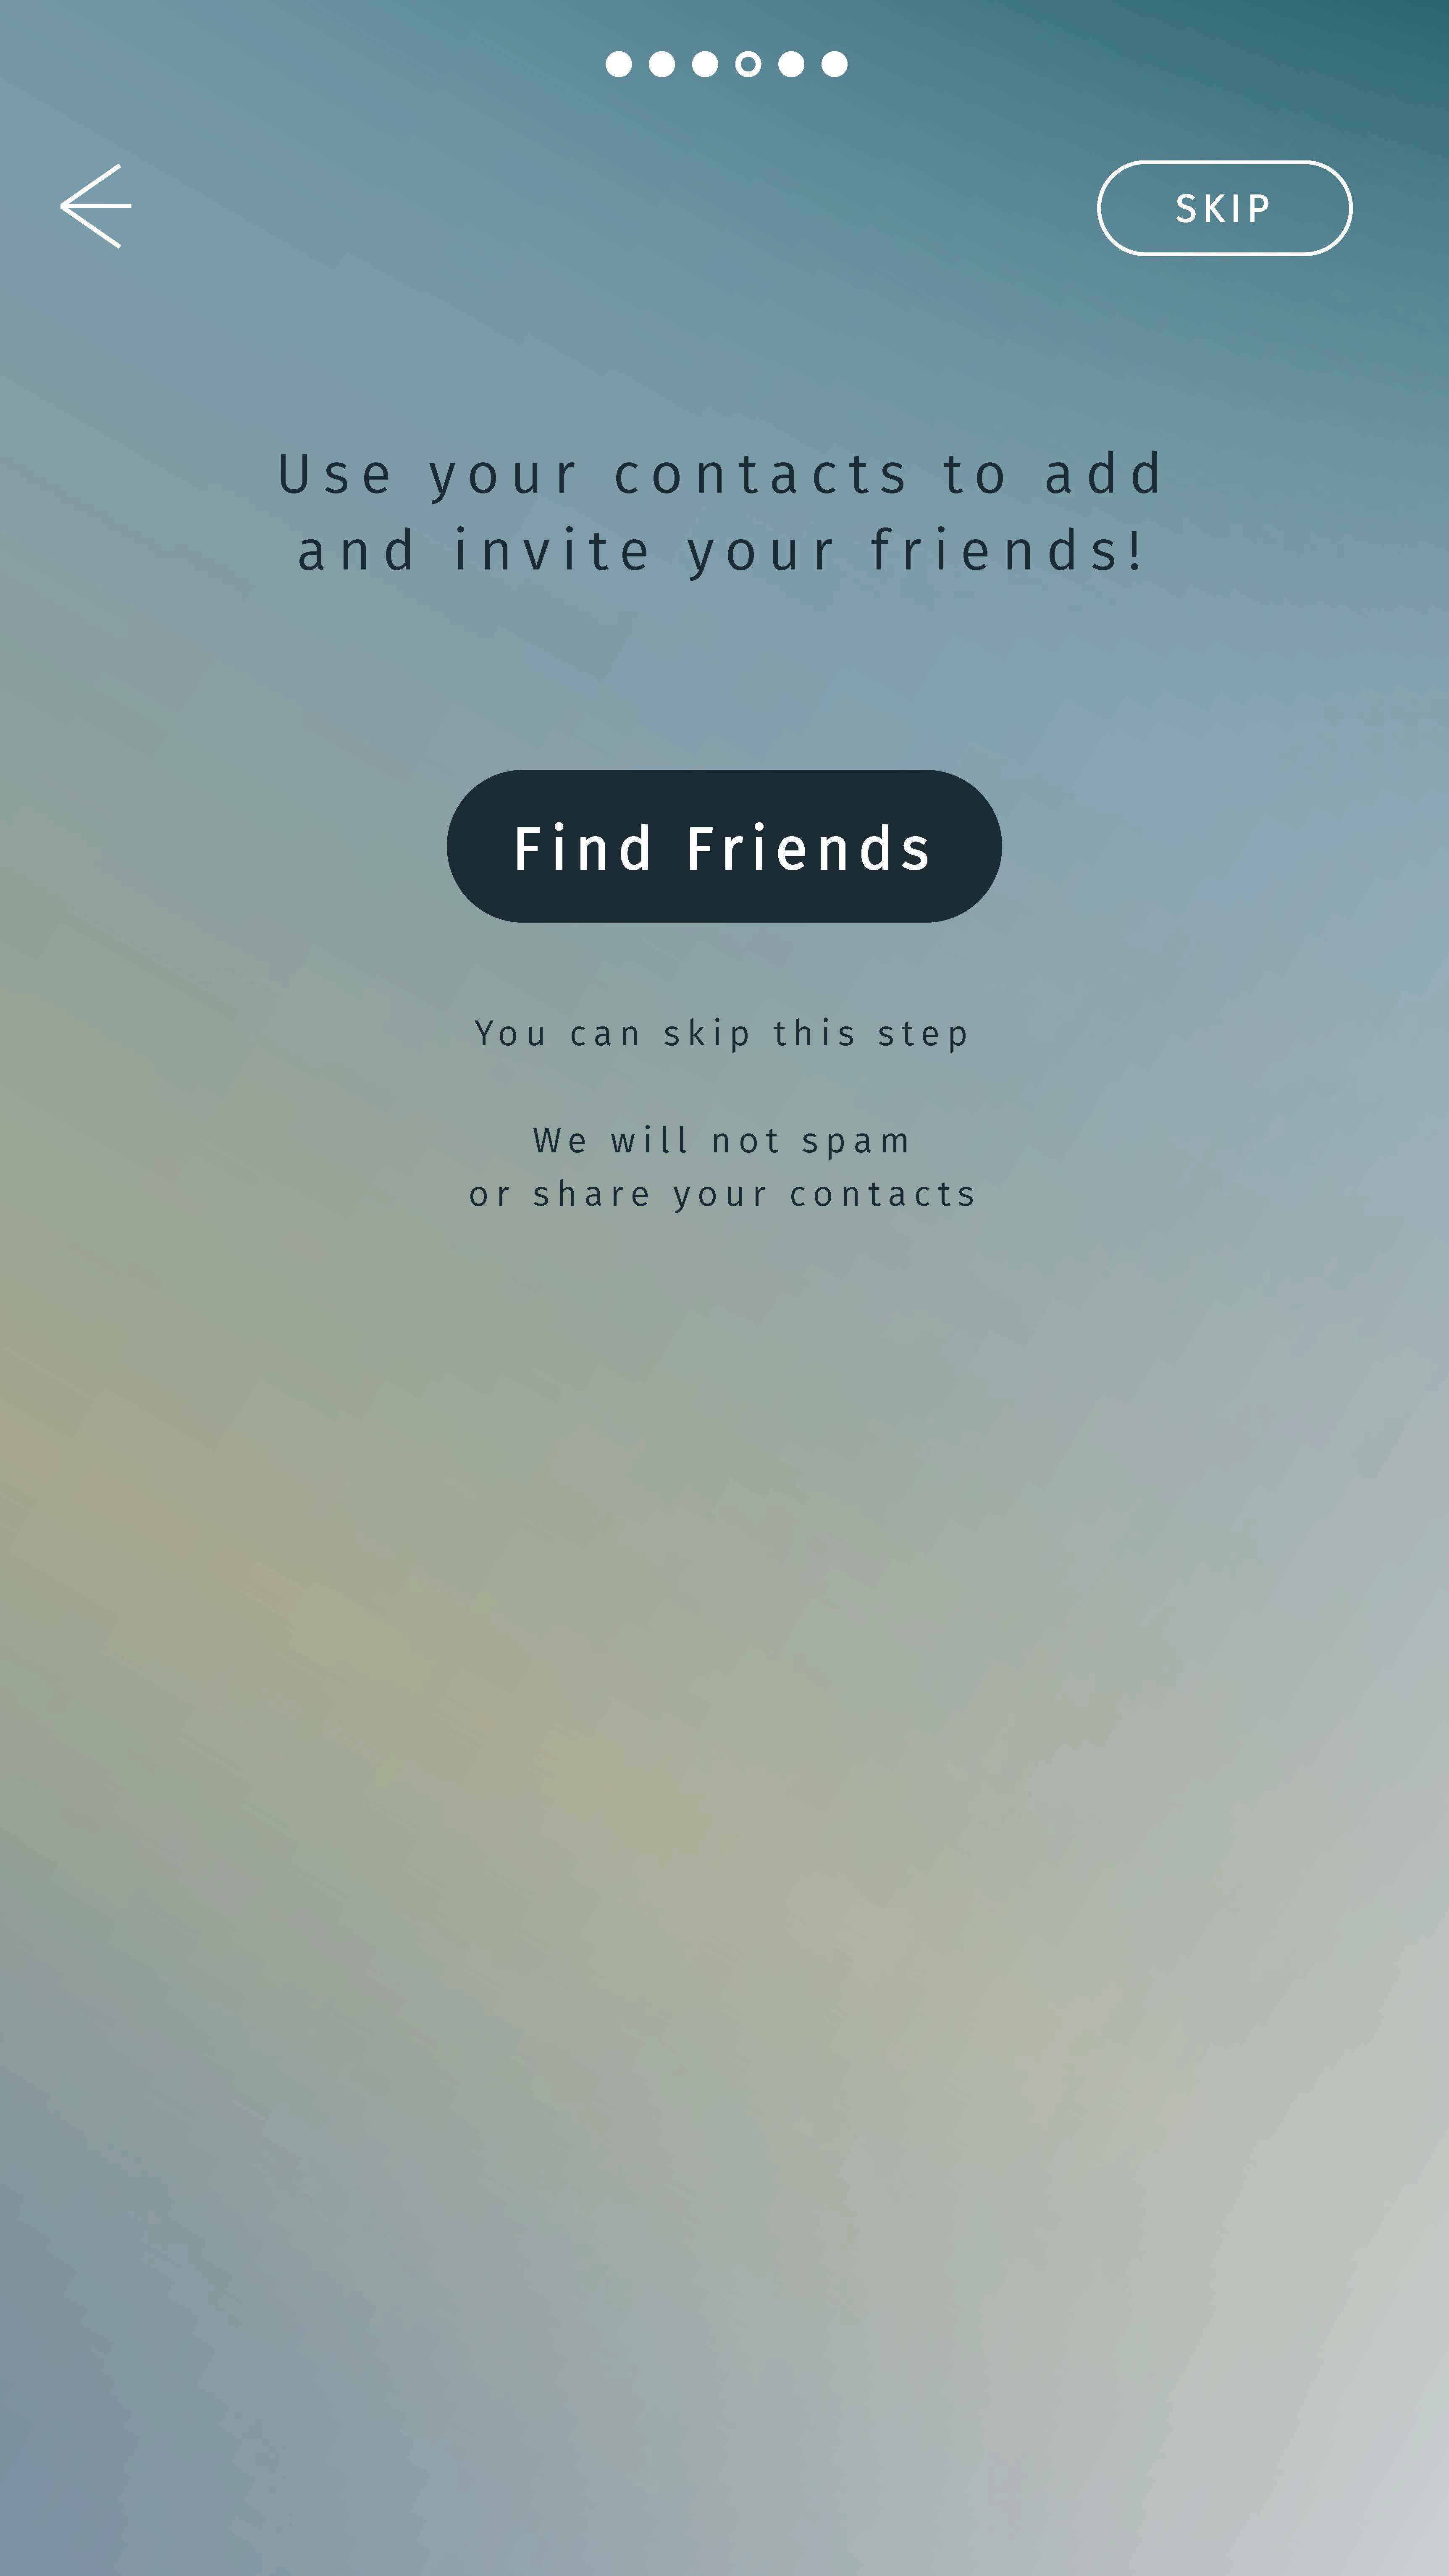 SKIP
Use your contacts to add
and invite your friends!
Find Friends
You can skip this step
We will not spam
or share your contacts